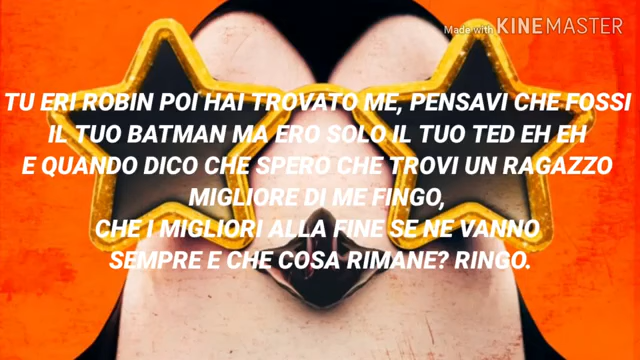 Made with KINEMASTER
TU ERI ROBIN POI HAI TROVATO ME, PENSAVI CHE FOSSI
IL TUO BATMAN MA ERO SOLO IL TUO TED EH EH
E QUANDO DICO CHE SPERO CHE TROVI UN RAGAZZO
MIGLIORE DI ME FINGO,
CHE I MIGLIORI ALLA FINE SE NE VANNO
SEMPRE E CHE COSA RIMANE? RINGO.